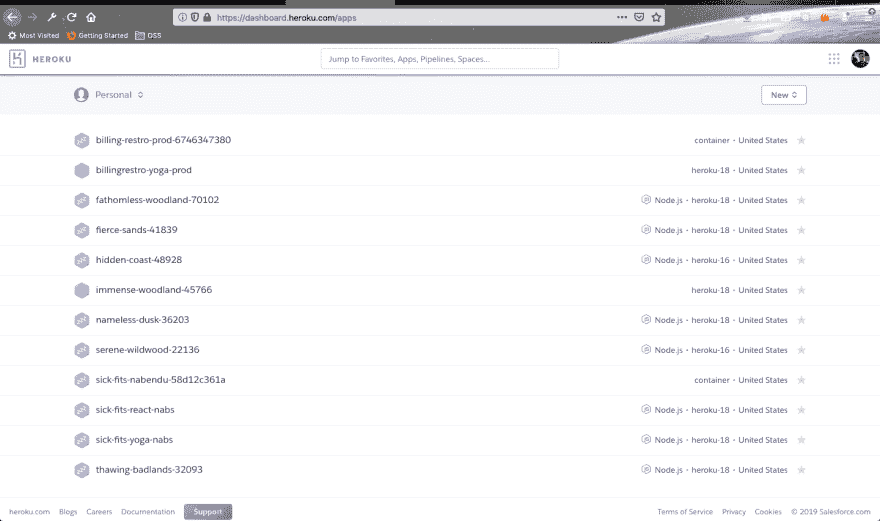 https://dashboard.heroku.com/apps
Most Visited Getting Started DSS
HEROKU Jump to Favorites, Apps, Pipelines, Spaces...
Personal New
billing-restro-prod-6746347380 container · United States
billingrestro-yoga-prod heroku-18 · United States
fathomless-woodland-70102 Node.js · heroku-18 · United States
fierce-sands-41839 Node.js · heroku-18 · United States
hidden-coast-48928 Node.js · heroku-16 · United States
immense-woodland-45766 heroku-18 · United States
nameless-dusk-36203 Node.js · heroku-18 · United States
serene-wildwood-22136 Node.js · heroku-16 · United States
sick-fits-nabendu-58d12c361a container · United States
sick-fits-react-nabs Node.js · heroku-18 · United States
sick-fits-yoga-nabs Node.js · heroku-18 · United States
thawing-badlands-32093 Node.js · heroku-18 · United States
heroku.com Blogs Careers Documentation Support Terms of Service Privacy Cookies © 2019 Salesforce.com